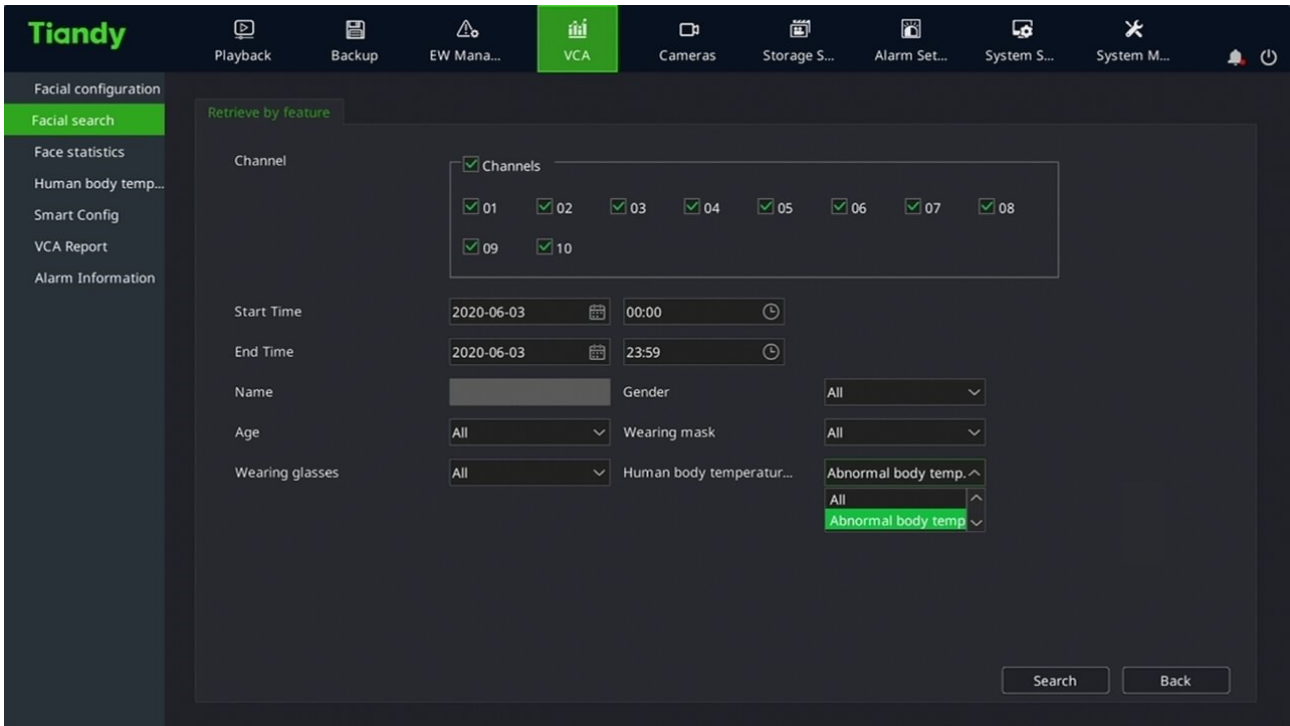 Tiandy
Playback Backup EW Mana... VCA Cameras Storage S... Alarm Set... System S... System M...
Facial configuration
Facial search
Face statistics
Human body temp...
Smart Config
VCA Report
Alarm Information
Retrieve by feature
Channel
Channels
01 02 03 04 05 06 07 08
09 10
Start Time 2020-06-03 00:00
End Time 2020-06-03 23:59
Name Gender All
Age All Wearing mask All
Wearing glasses All Human body temperatur... Abnormal body temp.
All
Abnormal body temp
Search Back